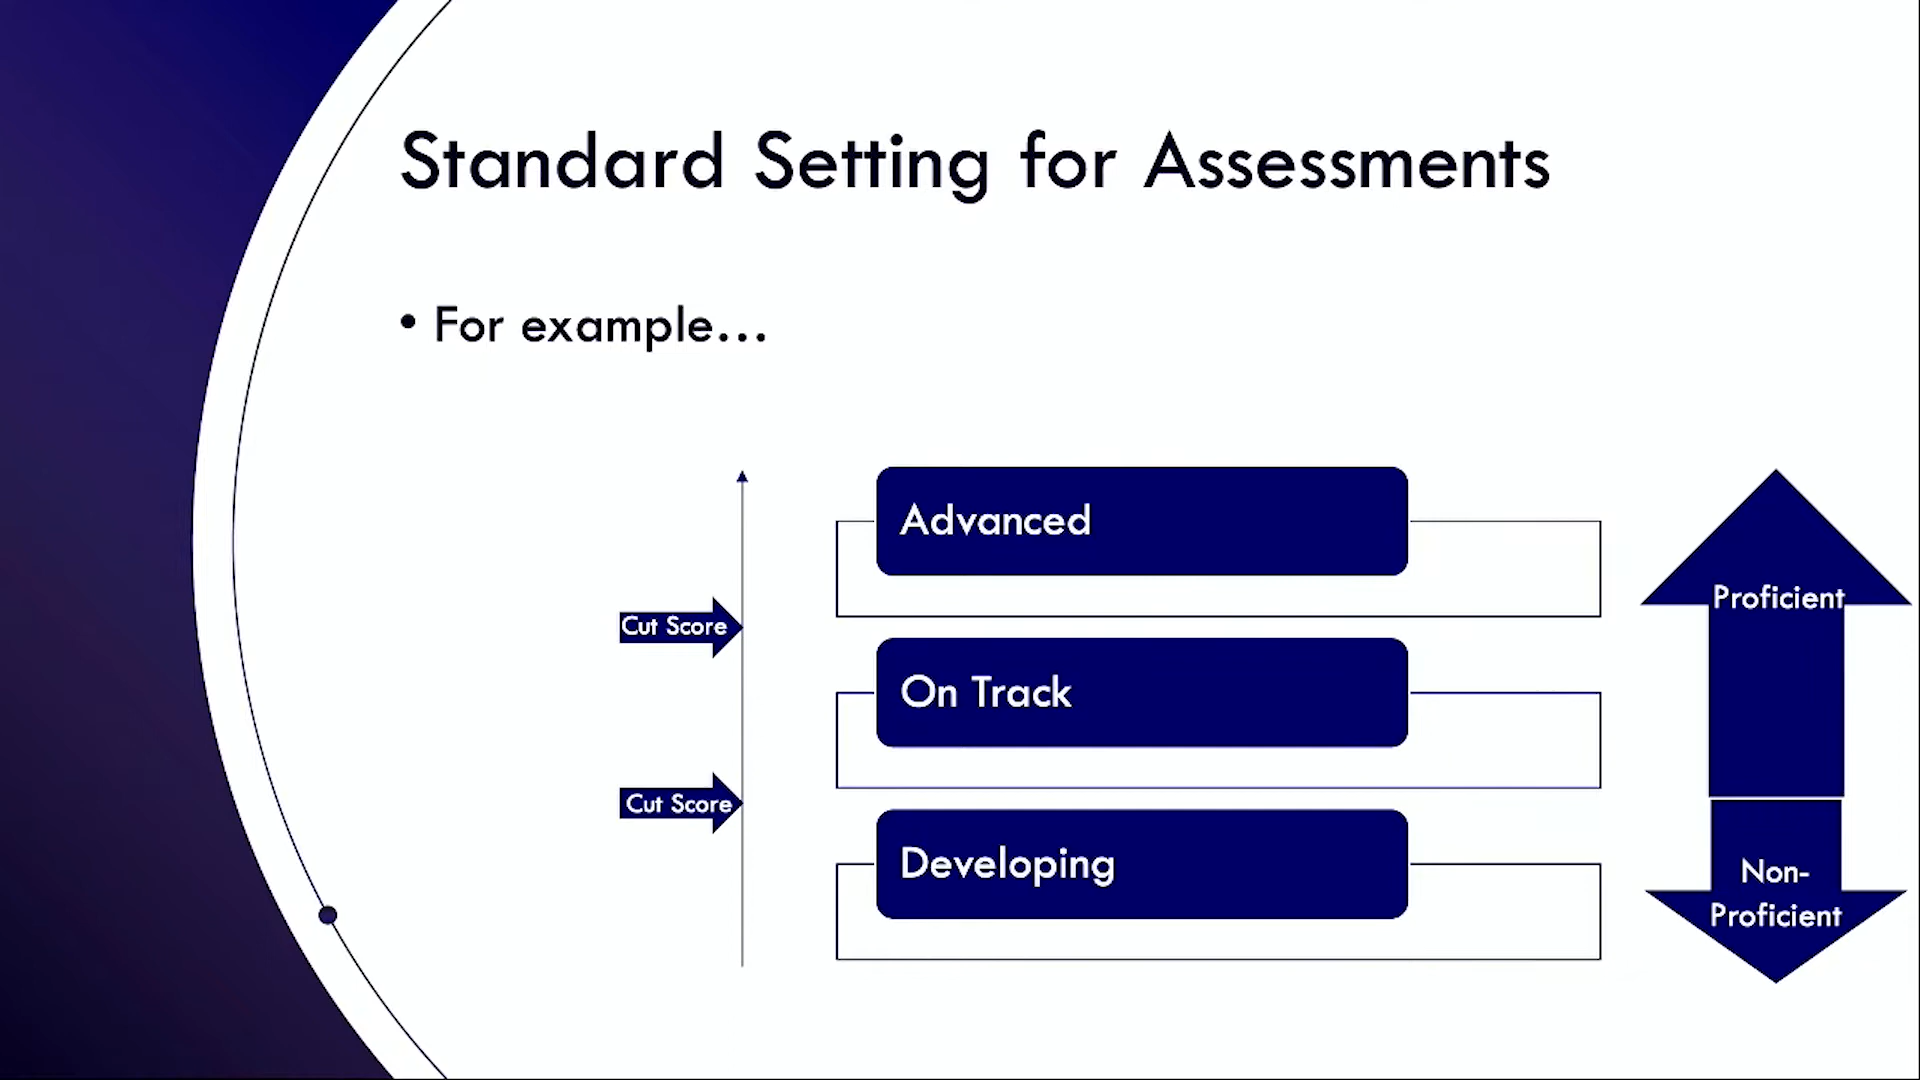 Standard Setting for Assessments
• For example...
Advanced
Proficient
Cut Score
On Track
Cut Score
Developing
Non-
Proficient